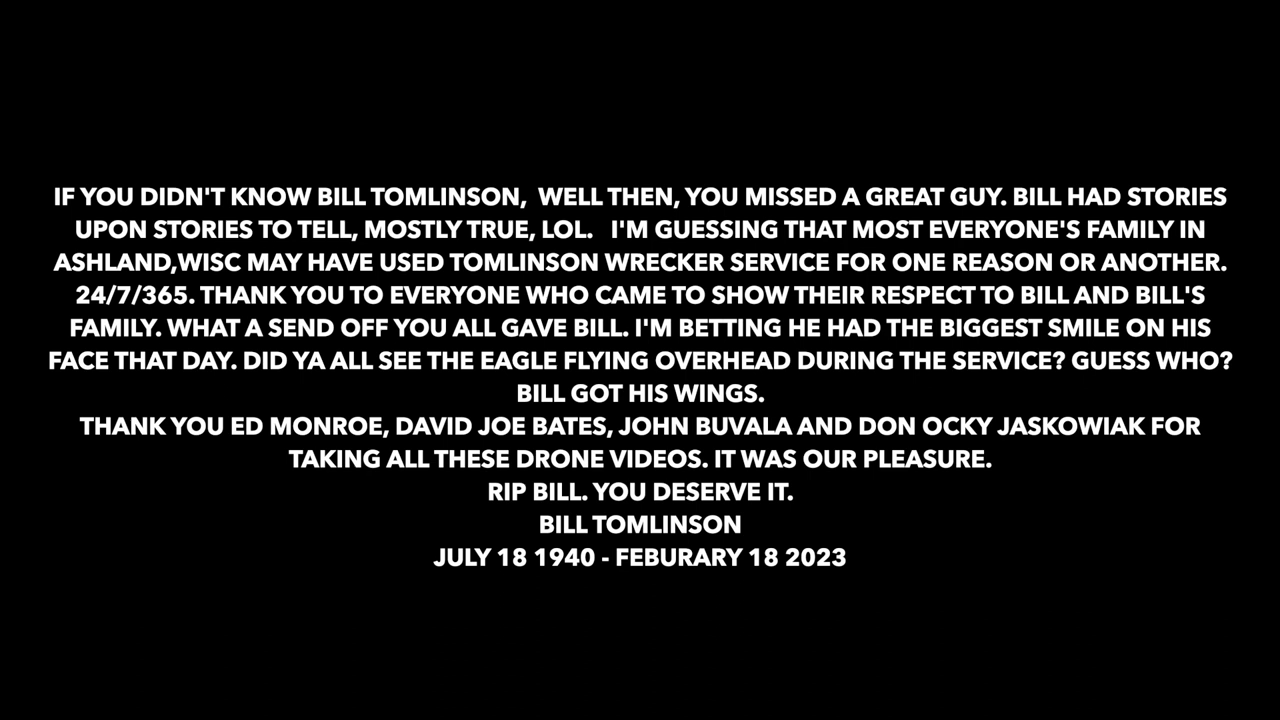 IF YOU DIDN'T KNOW BILL TOMLINSON,  WELL THEN, YOU MISSED A GREAT GUY. BILL HAD STORIES
UPON STORIES TO TELL, MOSTLY TRUE, LOL.   I'M GUESSING THAT MOST EVERYONE'S FAMILY IN
ASHLAND,WISC MAY HAVE USED TOMLINSON WRECKER SERVICE FOR ONE REASON OR ANOTHER.
24/7/365. THANK YOU TO EVERYONE WHO CAME TO SHOW THEIR RESPECT TO BILL AND BILL'S
FAMILY. WHAT A SEND OFF YOU ALL GAVE BILL. I'M BETTING HE HAD THE BIGGEST SMILE ON HIS
FACE THAT DAY. DID YA ALL SEE THE EAGLE FLYING OVERHEAD DURING THE SERVICE? GUESS WHO?
BILL GOT HIS WINGS.
THANK YOU ED MONROE, DAVID JOE BATES, JOHN BUVALA AND DON OCKY JASKOWIAK FOR
TAKING ALL THESE DRONE VIDEOS. IT WAS OUR PLEASURE.
RIP BILL. YOU DESERVE IT.
BILL TOMLINSON
JULY 18 1940 - FEBURARY 18 2023